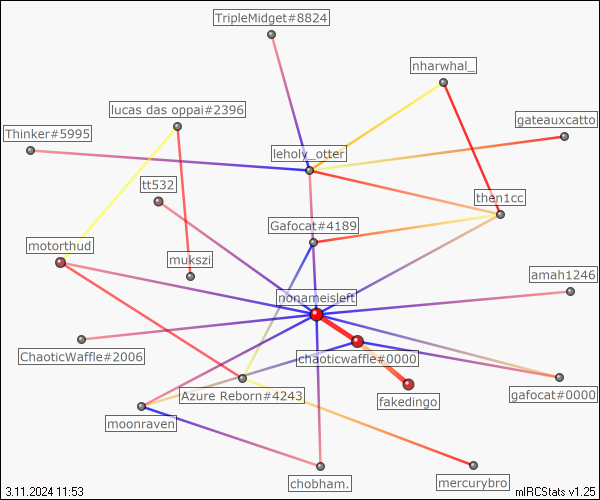 TripleMidget#8824
nharwhal_
lucas das oppai#2396
gateauxcatto
Thinker#5995
leholy_otter
tt532
then1cc
Gafocat#4189
motorthud
mukszi
amah1246
nonameisleft
ChaoticWaffle#2006
chaoticwaffle#0000
Azure Reborn#4243
fakedingo
gafocat#0000
moonraven
chobham.
mercurybro
3.11.2024 11:53
mIRCStats v1.25